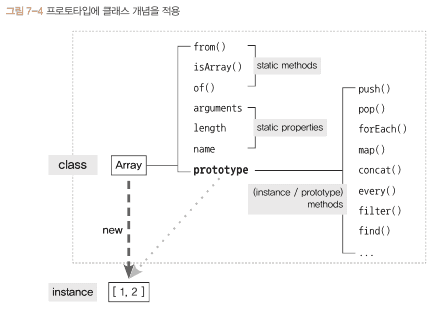 그림 7-4 프로토타입에 클래스 개념을 적용
from()
isArray()
of()
static methods
arguments
length
name
static properties
prototype
class
Array
(instance / prototype)
methods
push()
pop()
forEach()
map()
concat()
every()
filter()
find()
...
new
instance
[ 1, 2 ]